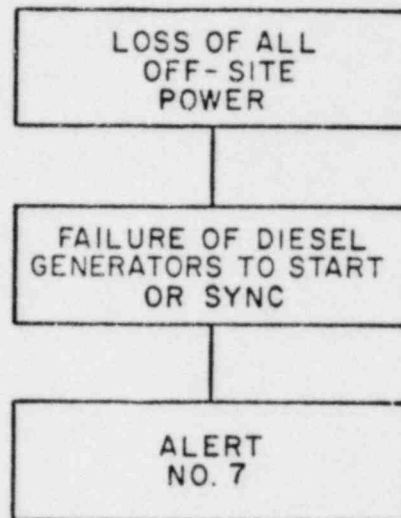 LOSS OF ALL
OFF-SITE
POWER
FAILURE OF DIESEL
GENERATORS TO START
OR SYNC
ALERT
NO. 7